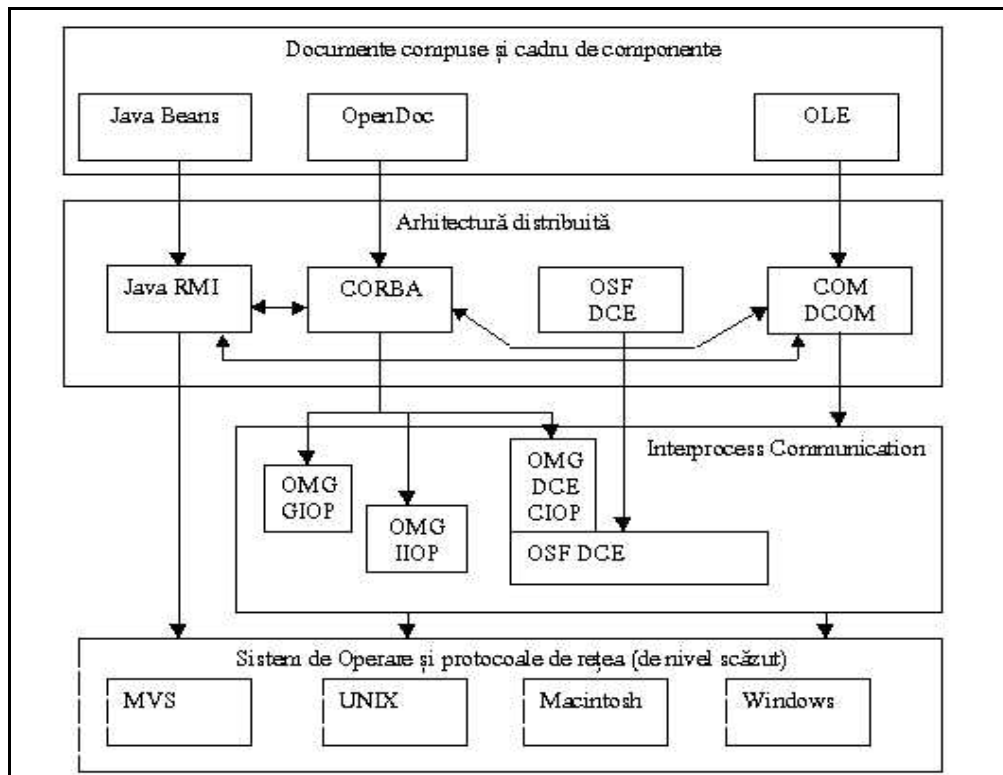 Documente compuse și cadru de componente
Java Beans
OpenDoc
OLE
Arhitectură distribuită
Java RMI
CORBA
OSF
DCE
COM
DCOM
Interprocess Communication
OMG
GIOP
OMG
IIOP
OMG
DCE
CIOP
OSF DCE
Sistem de Operare și protocoale de rețea (de nivel scăzut)
MVS
UNIX
Macintosh
Windows